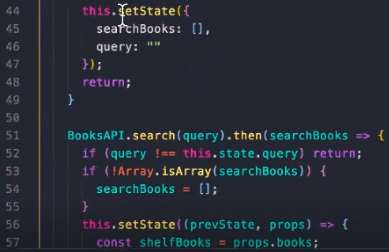 44 this.setState({
45 searchBooks: [],
46 query: ""
47 });
48 return;
49 }
50
51 BooksAPI.search(query).then(searchBooks => {
52 if (query !== this.state.query) return;
53 if (!Array.isArray(searchBooks)) {
54 searchBooks = [];
55 }
56 this.setState((prevState, props) => {
57 const shelfBooks = props.books;